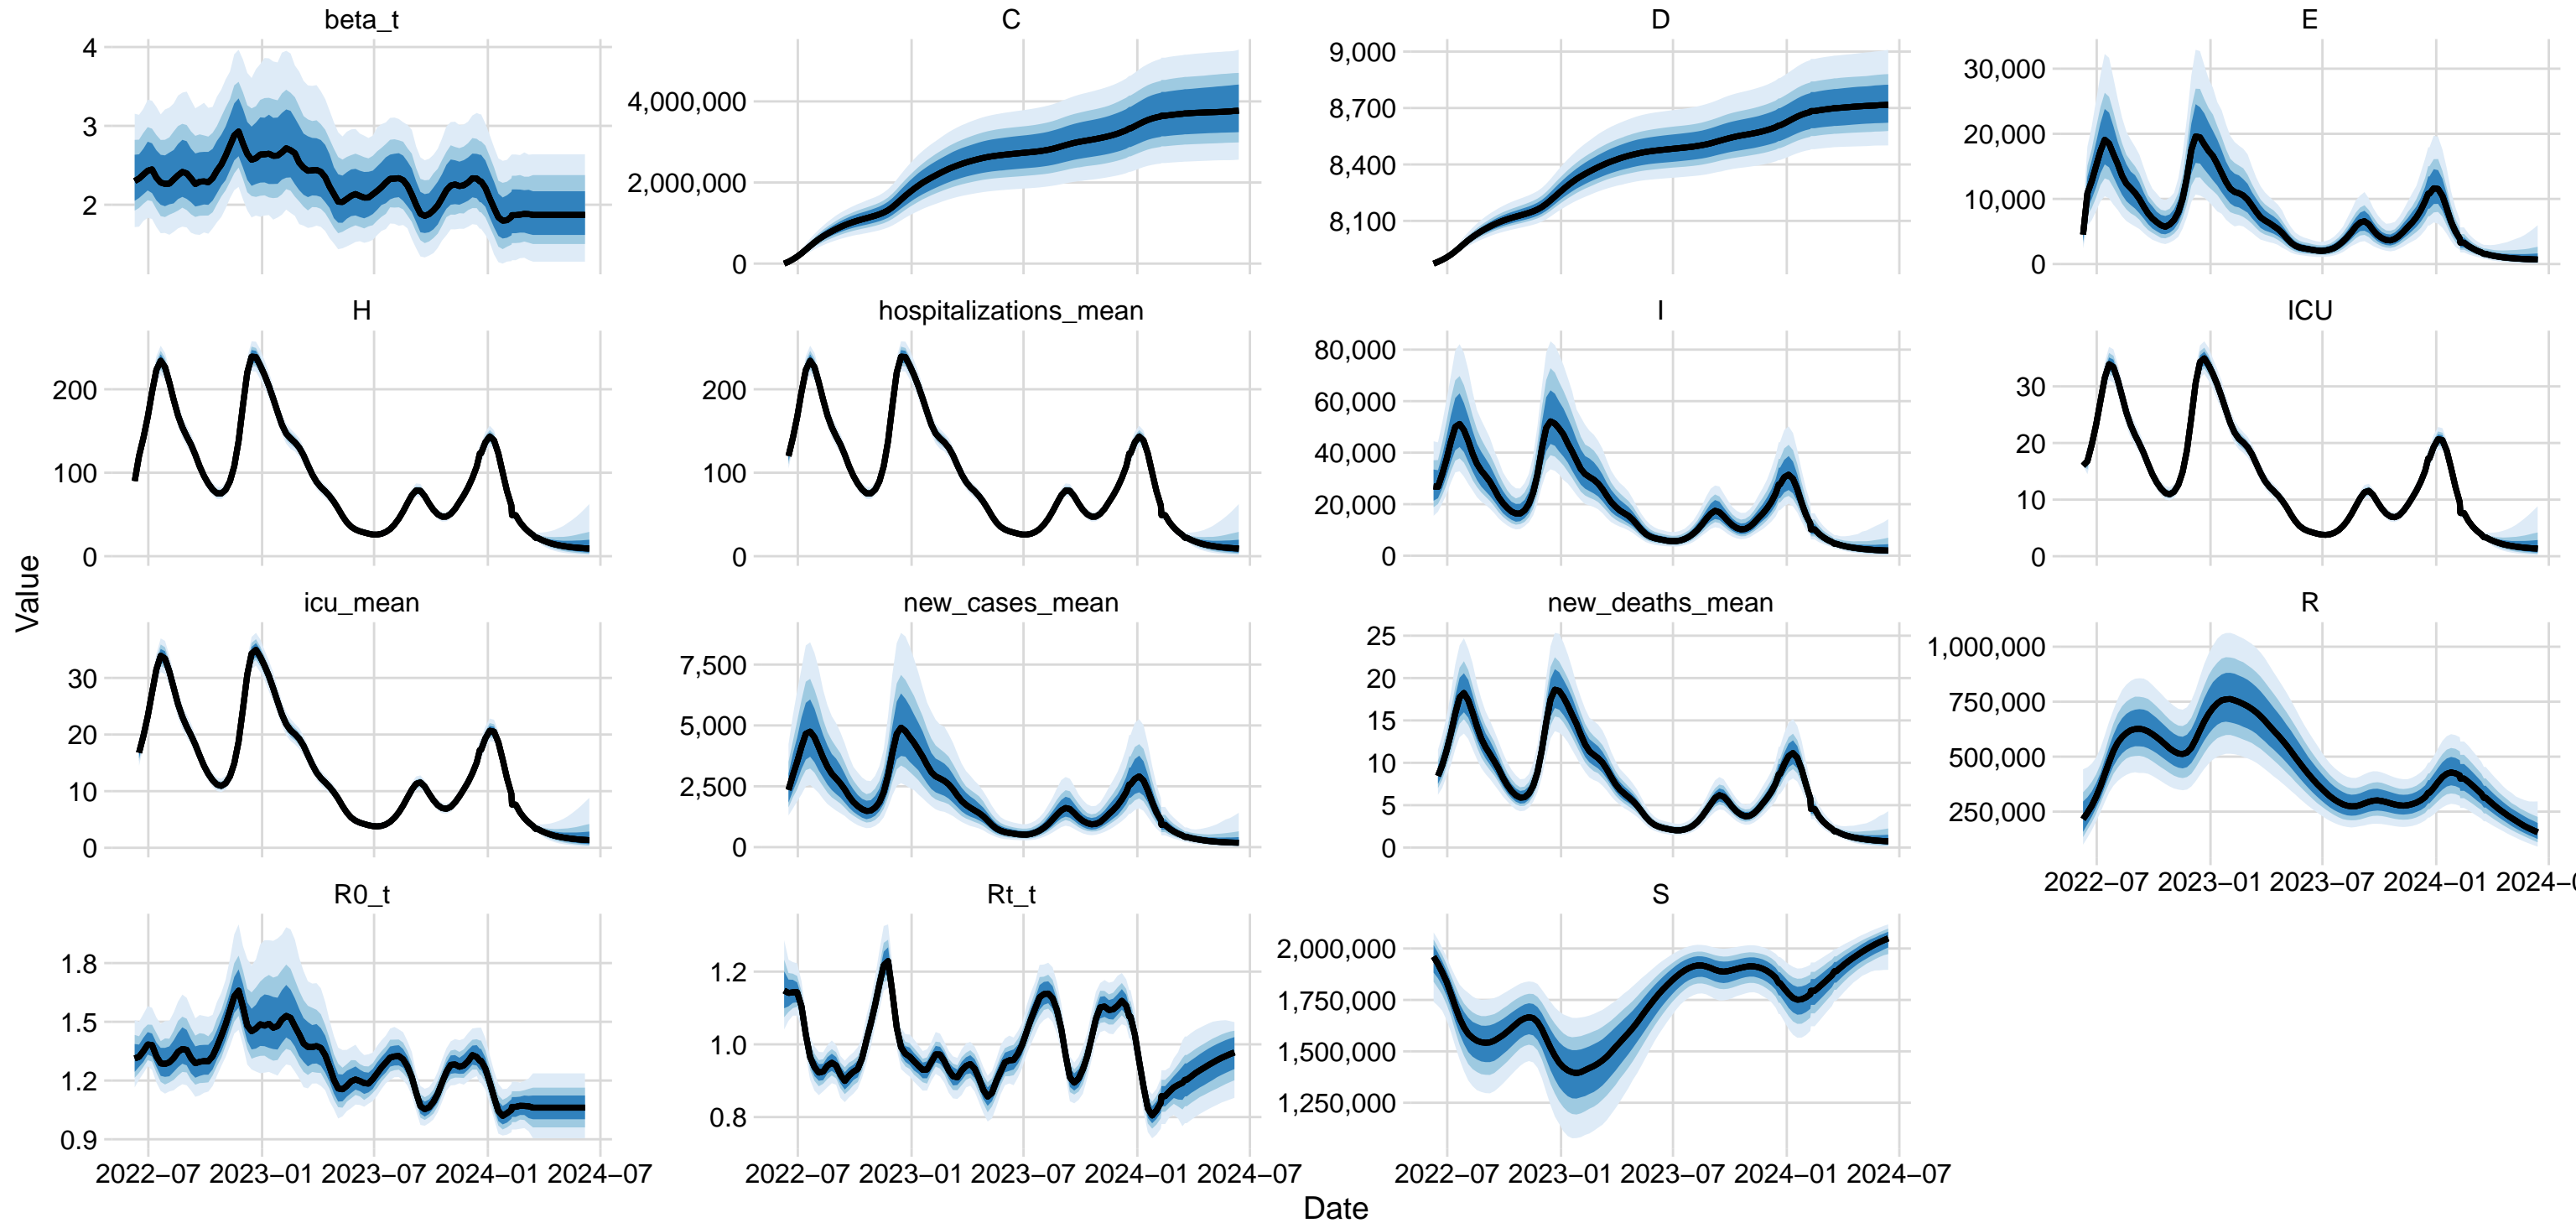 beta_t C D E
4 3 2
4,000,000 2,000,000 0
9,000 8,700 8,400 8,100
30,000 20,000 10,000 0
H hospitalizations_mean I ICU
200 100 0
200 100 0
80,000 60,000 40,000 20,000 0
30 20 10 0
Value
icu_mean new_cases_mean new_deaths_mean R
30 20 10 0
7,500 5,000 2,500 0
25 20 15 10 5 0
1,000,000 750,000 500,000 250,000
2022−07 2023−01 2023−07 2024−01 2024−0
R0_t Rt_t S
1.8 1.5 1.2 0.9
1.2 1.0 0.8
2,000,000 1,750,000 1,500,000 1,250,000
2022−07 2023−01 2023−07 2024−01 2024−07
2022−07 2023−01 2023−07 2024−01 2024−07
2022−07 2023−01 2023−07 2024−01 2024−07
Date